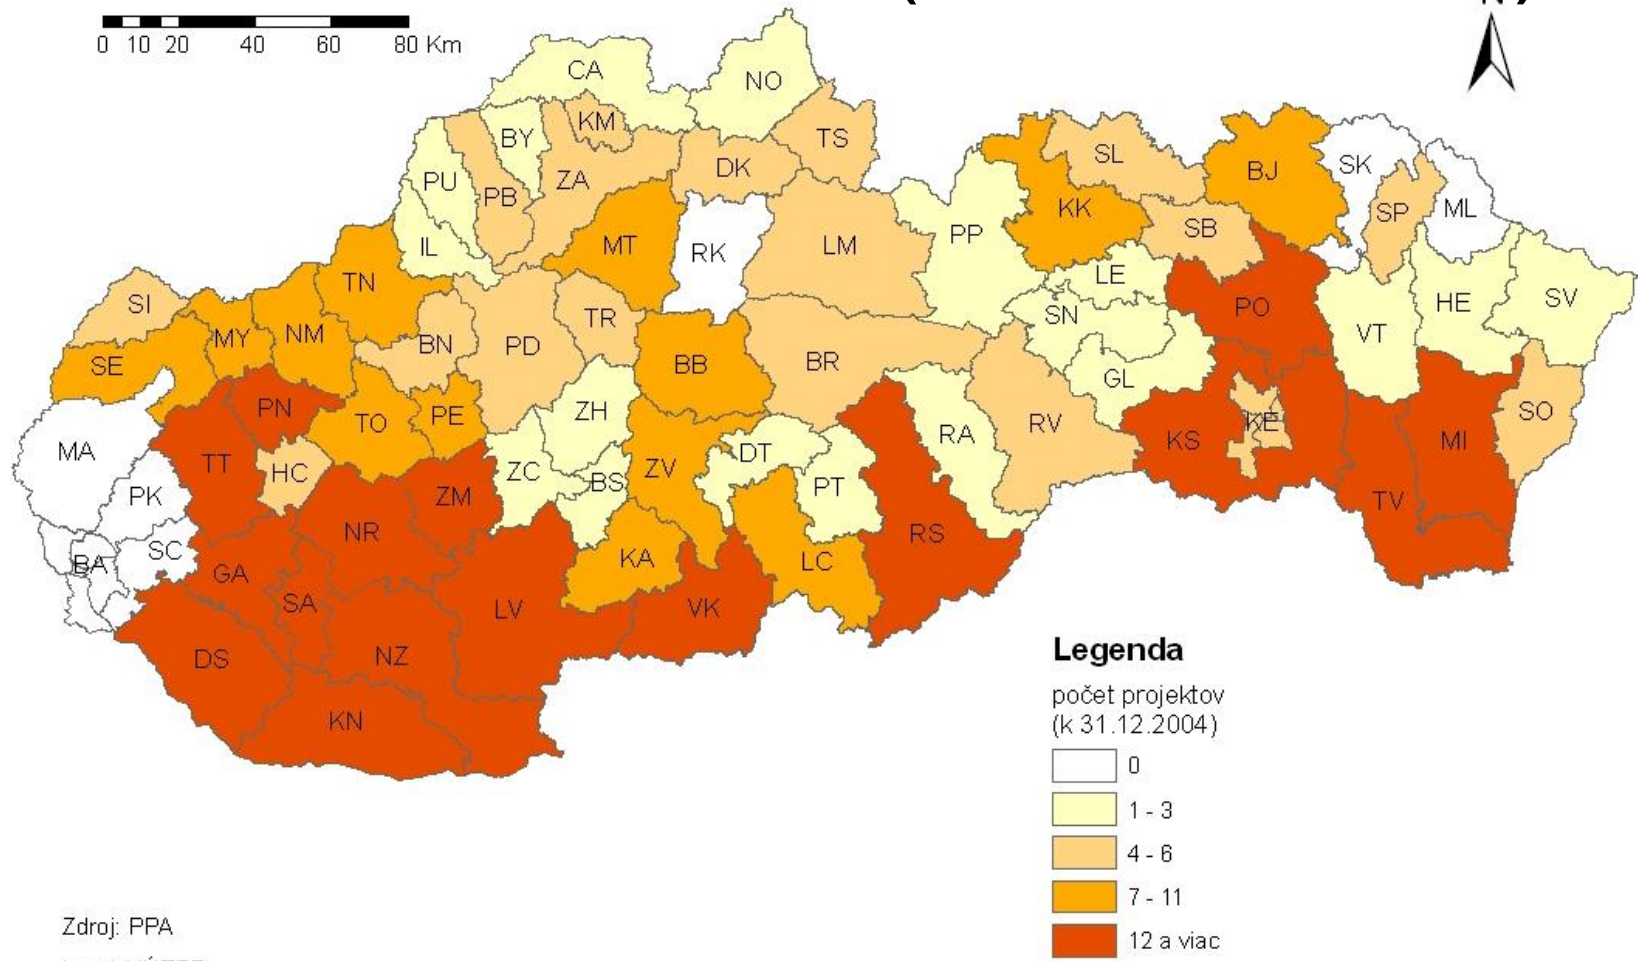 0 10 20 40 60 80 Km
N
CA
NO
KM
BY
TS
DK
PU
PB
ZA
SL
SK
BJ
KK
SP
ML
SB
PP
IL
MT
RK
LM
LE
TN
SI
HE
SV
PO
SN
VT
TR
MY
NM
BN
PD
SE
BB
BR
GL
ZH
PN
PE
TO
SO
KE
RV
RA
KS
MI
MA
TT
HC
ZC
BS
ZV
DT
PT
PK
ZM
TV
NR
RS
SC
BA
KA
LC
GA
SA
LV
VK
DS
NZ
KN
Legenda
počet projektov
(k 31.12.2004)
0
1 - 3
4 - 6
7 - 11
12 a viac
Zdroj: PPA